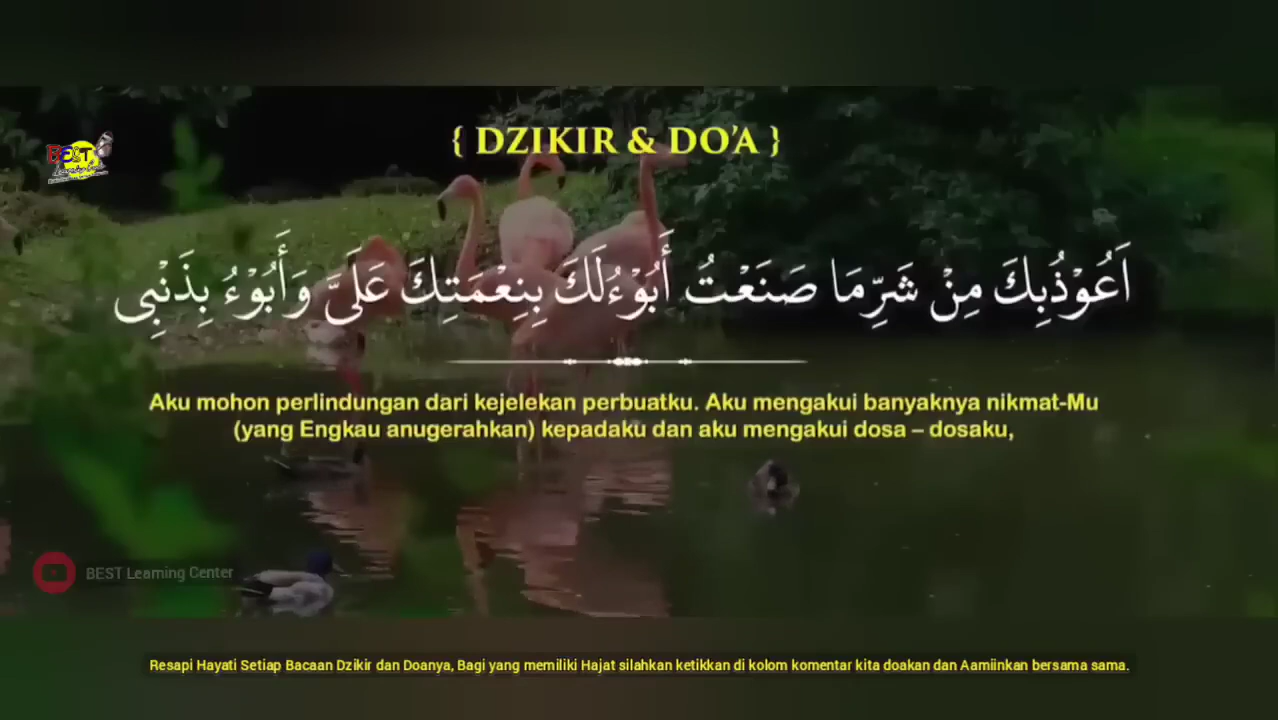 { DZIKIR & DO’A }
BEST
اَعُوْذُبِكَ مِنْ شَرِّمَا صَنَعْتُ أَبُوْءُلَكَ بِنِعْمَتِكَ عَلَيَّ وَأَبُوْءُ بِذَنْبِى
Aku mohon perlindungan dari kejelekan perbuatku. Aku mengakui banyaknya nikmat-Mu
(yang Engkau anugerahkan) kepadaku dan aku mengakui dosa – dosaku,
BEST Learning Center
Resapi Hayati Setiap Bacaan Dzikir dan Doanya, Bagi yang memiliki Hajat silahkan ketikkan di kolom komentar kita doakan dan Aamiinkan bersama sama.